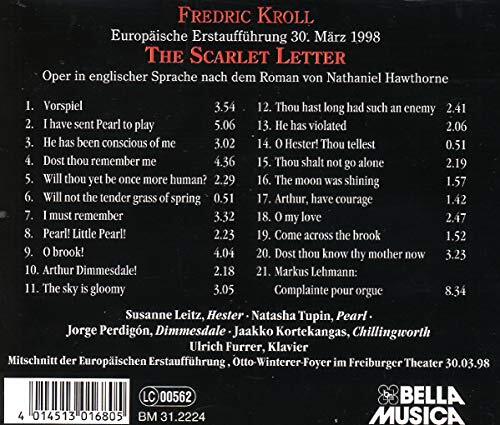 FREDRIC KROLL
Europäische Erstaufführung 30. März 1998
THE SCARLET LETTER
Oper in englischer Sprache nach dem Roman von Nathaniel Hawthorne
1. Vorspiel 3.54
2. I have sent Pearl to play 5.06
3. He has been conscious of me 3.02
4. Dost thou remember me 4.36
5. Will thou yet be once more human? 2.29
6. Will not the tender grass of spring 0.51
7. I must remember 3.32
8. Pearl! Little Pearl! 2.23
9. O brook! 4.04
10. Arthur Dimmesdale! 2.18
11. The sky is gloomy 3.05
12. Thou hast long had such an enemy 2.41
13. He has violated 2.06
14. O Hester! Thou tellest 0.51
15. Thou shalt not go alone 2.19
16. The moon was shining 1.57
17. Arthur, have courage 1.42
18. O my love 2.47
19. Come across the brook 1.52
20. Dost thou know thy mother now 3.23
21. Markus Lehmann:
Complainte pour orgue 8.34
Susanne Leitz, Hester · Natasha Tupin, Pearl ·
Jorge Perdigón, Dimmesdale · Jaakko Kortekangas, Chillingworth
Ulrich Furrer, Klavier
Mitschnitt der Europäischen Erstaufführung , Otto-Winterer-Foyer im Freiburger Theater 30.03.98
4 014513 016805
LC 00562
BM 31.2224
BELLA
MUSICA